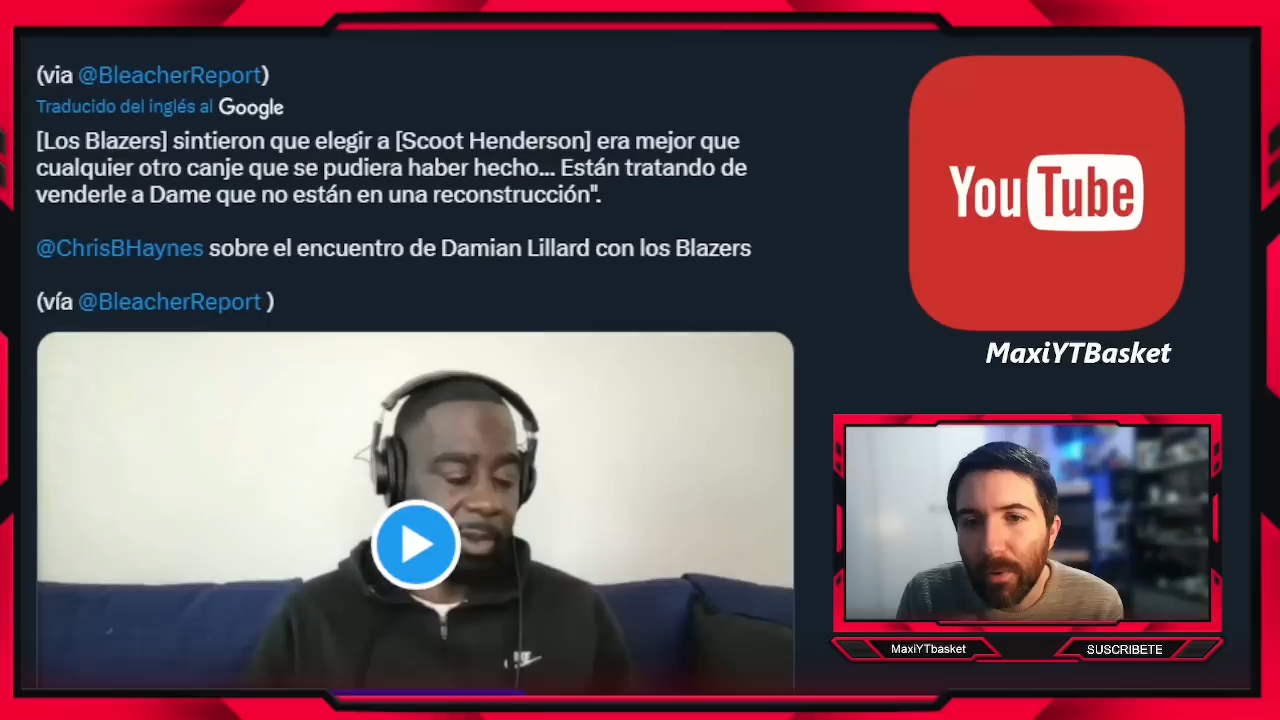 (via @BleacherReport)
Traducido del inglés al Google
[Los Blazers] sintieron que elegir a [Scoot Henderson] era mejor que
cualquier otro canje que se pudiera haber hecho... Están tratando de
venderle a Dame que no están en una reconstrucción".
@ChrisBHaynes sobre el encuentro de Damian Lillard con los Blazers
(vía @BleacherReport )
YouTube
MaxiYTBasket
MaxiYTbasket
SUSCRIBETE